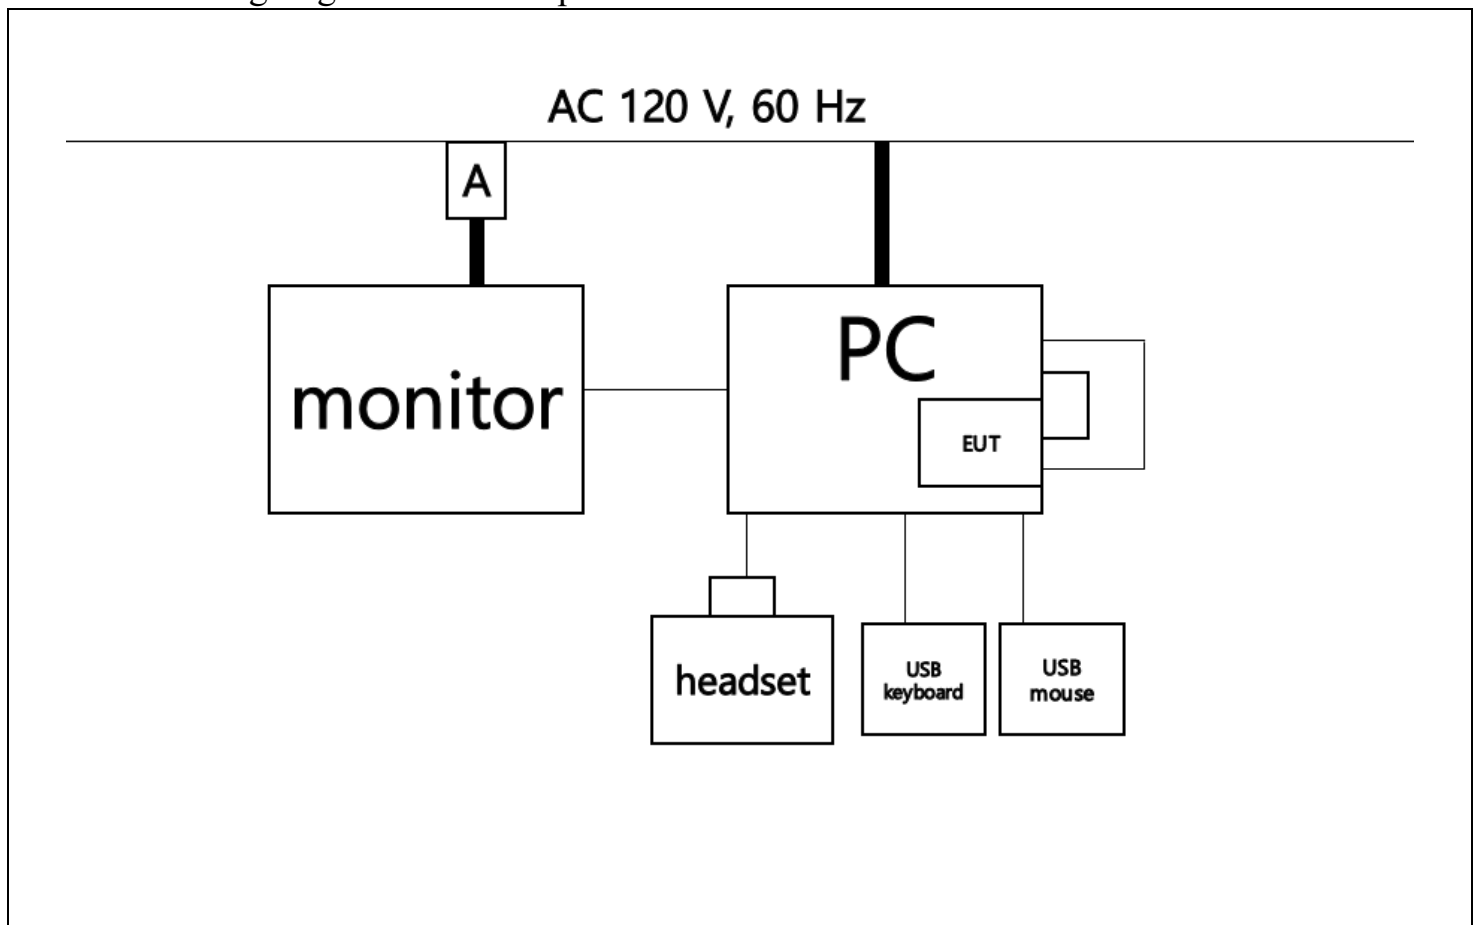 AC 120 V, 60 Hz
A
monitor
PC
EUT
headset
USB
keyboard
USB
mouse